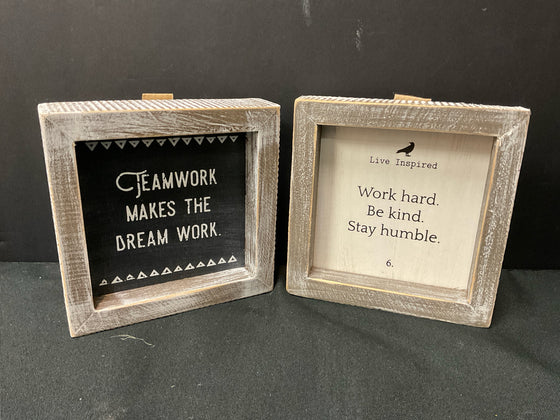 TEAMWORK
MAKES THE
DREAM WORK.
Live Inspired
Work hard.
Be kind.
Stay humble.
6.